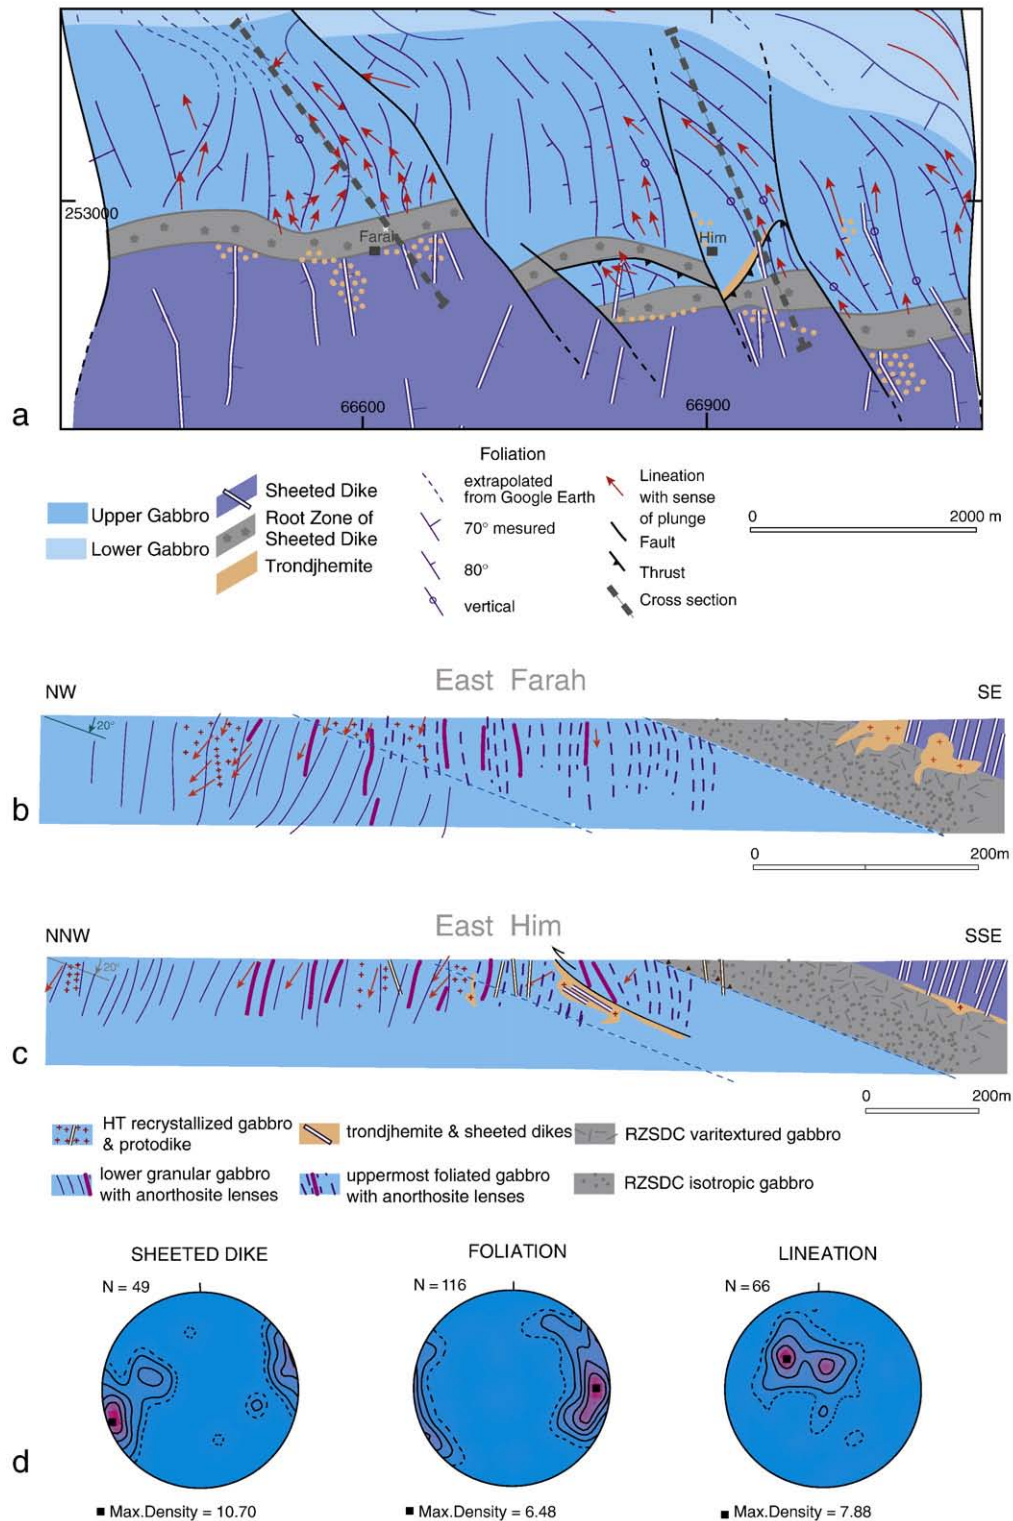 253000
Farah
Him
66600
66900
a
Upper Gabbro
Lower Gabbro
Sheeted Dike
Root Zone of
Sheeted Dike
Trondjhemite
Foliation
extrapolated
from Google Earth
70° mesured
80°
vertical
Lineation
with sense
of plunge
Fault
Thrust
Cross section
0 2000 m
East Farah
NW SE
20°
b
0 200m
East Him
NNW SSE
20°
c
0 200m
HT recrystallized gabbro
& protodike
trondjhemite & sheeted dikes
RZSDC varitextured gabbro
lower granular gabbro
with anorthosite lenses
uppermost foliated gabbro
with anorthosite lenses
RZSDC isotropic gabbro
SHEETED DIKE
N = 49
Max.Density = 10.70
FOLIATION
N = 116
Max.Density = 6.48
LINEATION
N = 66
Max.Density = 7.88
d